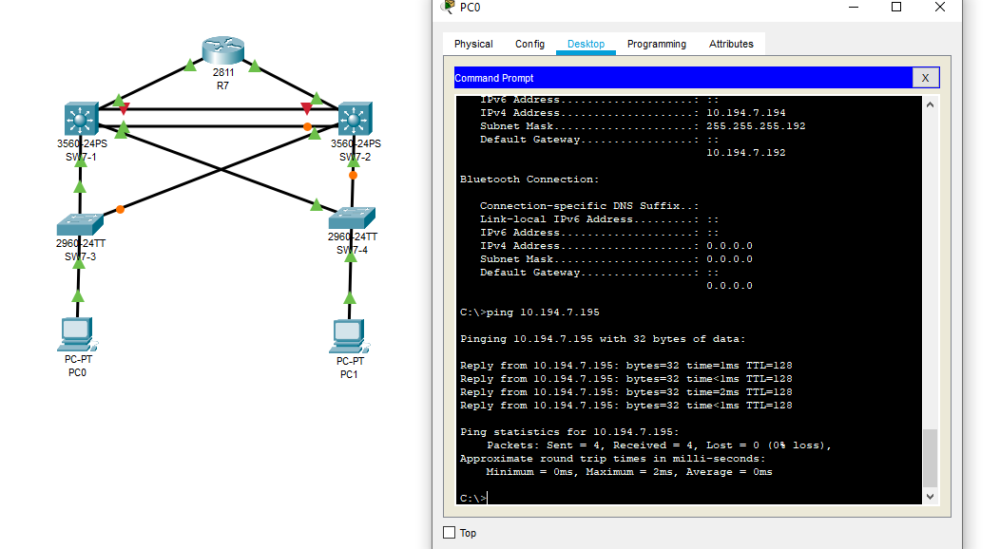 2811
R7
3560-24PS
SW7-1
3560-24PS
SW7-2
2960-24TT
SW7-3
2960-24TT
SW7-4
PC-PT
PC0
PC-PT
PC1
PC0
Physical Config Desktop Programming Attributes
Command Prompt X
IPv6 Address....................: ::
IPv4 Address....................: 10.194.7.194
Subnet Mask.....................: 255.255.255.192
Default Gateway.................: ::
10.194.7.192
Bluetooth Connection:
Connection-specific DNS Suffix..:
Link-local IPv6 Address.........: ::
IPv6 Address....................: ::
IPv4 Address....................: 0.0.0.0
Subnet Mask.....................: 0.0.0.0
Default Gateway.................: ::
0.0.0.0
C:\>ping 10.194.7.195
Pinging 10.194.7.195 with 32 bytes of data:
Reply from 10.194.7.195: bytes=32 time=1ms TTL=128
Reply from 10.194.7.195: bytes=32 time<1ms TTL=128
Reply from 10.194.7.195: bytes=32 time=2ms TTL=128
Reply from 10.194.7.195: bytes=32 time<1ms TTL=128
Ping statistics for 10.194.7.195:
Packets: Sent = 4, Received = 4, Lost = 0 (0% loss),
Approximate round trip times in milli-seconds:
Minimum = 0ms, Maximum = 2ms, Average = 0ms
C:\>
Top